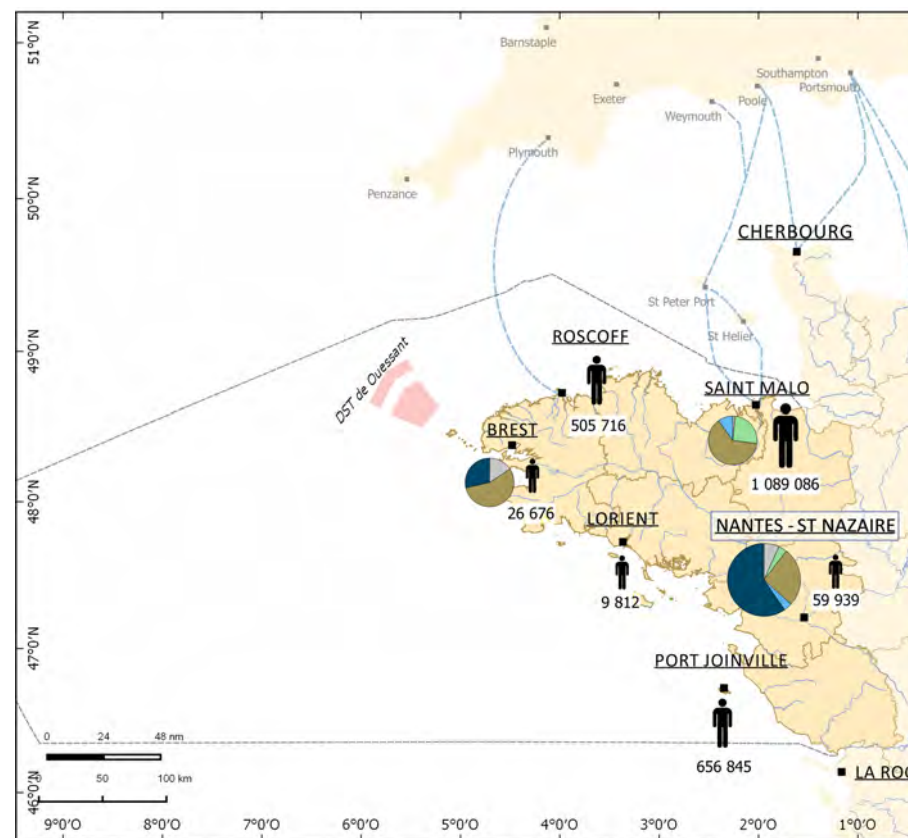 51°0'N
50°0'N
49°0'N
48°0'N
47°0'N
46°0'N
Barnstaple
Exeter
Southampton
Portsmouth
Poole
Weymouth
Plymouth
Penzance
CHERBOURG
St Peter Port
St Helier
DST de Ouessant
ROSCOFF
505 716
SAINT MALO
1 089 086
BREST
26 676
LORIENT
9 812
NANTES - ST NAZAIRE
59 939
PORT JOINVILLE
656 845
LA ROC
0 24 48 nm
0 50 100 km
9°0'O 8°0'O 7°0'O 6°0'O 5°0'O 4°0'O 3°0'O 2°0'O 1°0'O